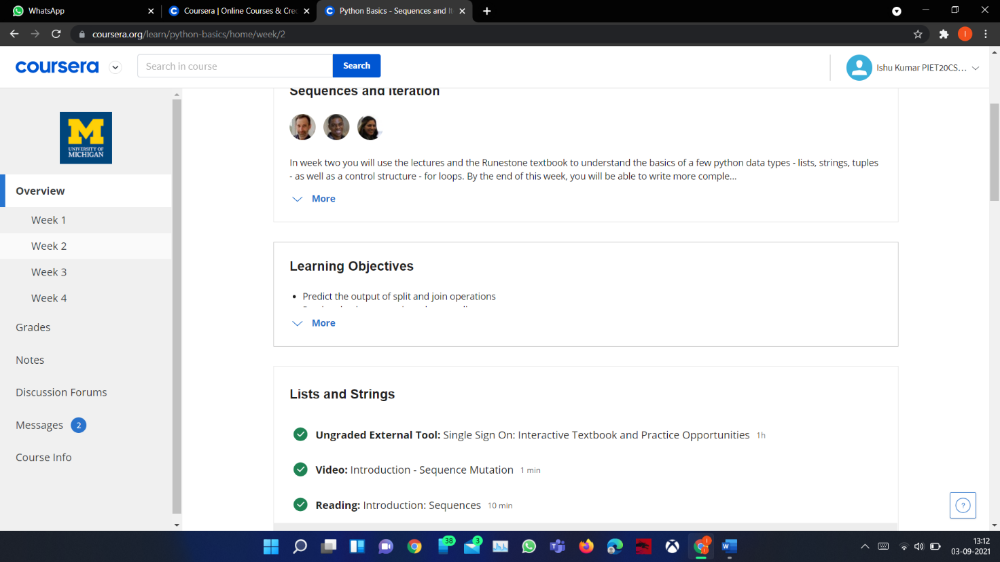 WhatsApp
Coursera | Online Courses & Cred
Python Basics - Sequences and It
coursera.org/learn/python-basics/home/week/2
I
coursera
Search in course
Search
Ishu Kumar PIET20CS...
M
UNIVERSITY OF
MICHIGAN
Overview
Week 1
Week 2
Week 3
Week 4
Grades
Notes
Discussion Forums
Messages 2
Course Info
Sequences and Iteration
In week two you will use the lectures and the Runestone textbook to understand the basics of a few python data types - lists, strings, tuples
- as well as a control structure - for loops. By the end of this week, you will be able to write more comple...
More
Learning Objectives
• Predict the output of split and join operations
More
Lists and Strings
Ungraded External Tool: Single Sign On: Interactive Textbook and Practice Opportunities 1h
Video: Introduction - Sequence Mutation 1 min
Reading: Introduction: Sequences 10 min
?
38
3
13:12
03-09-2021